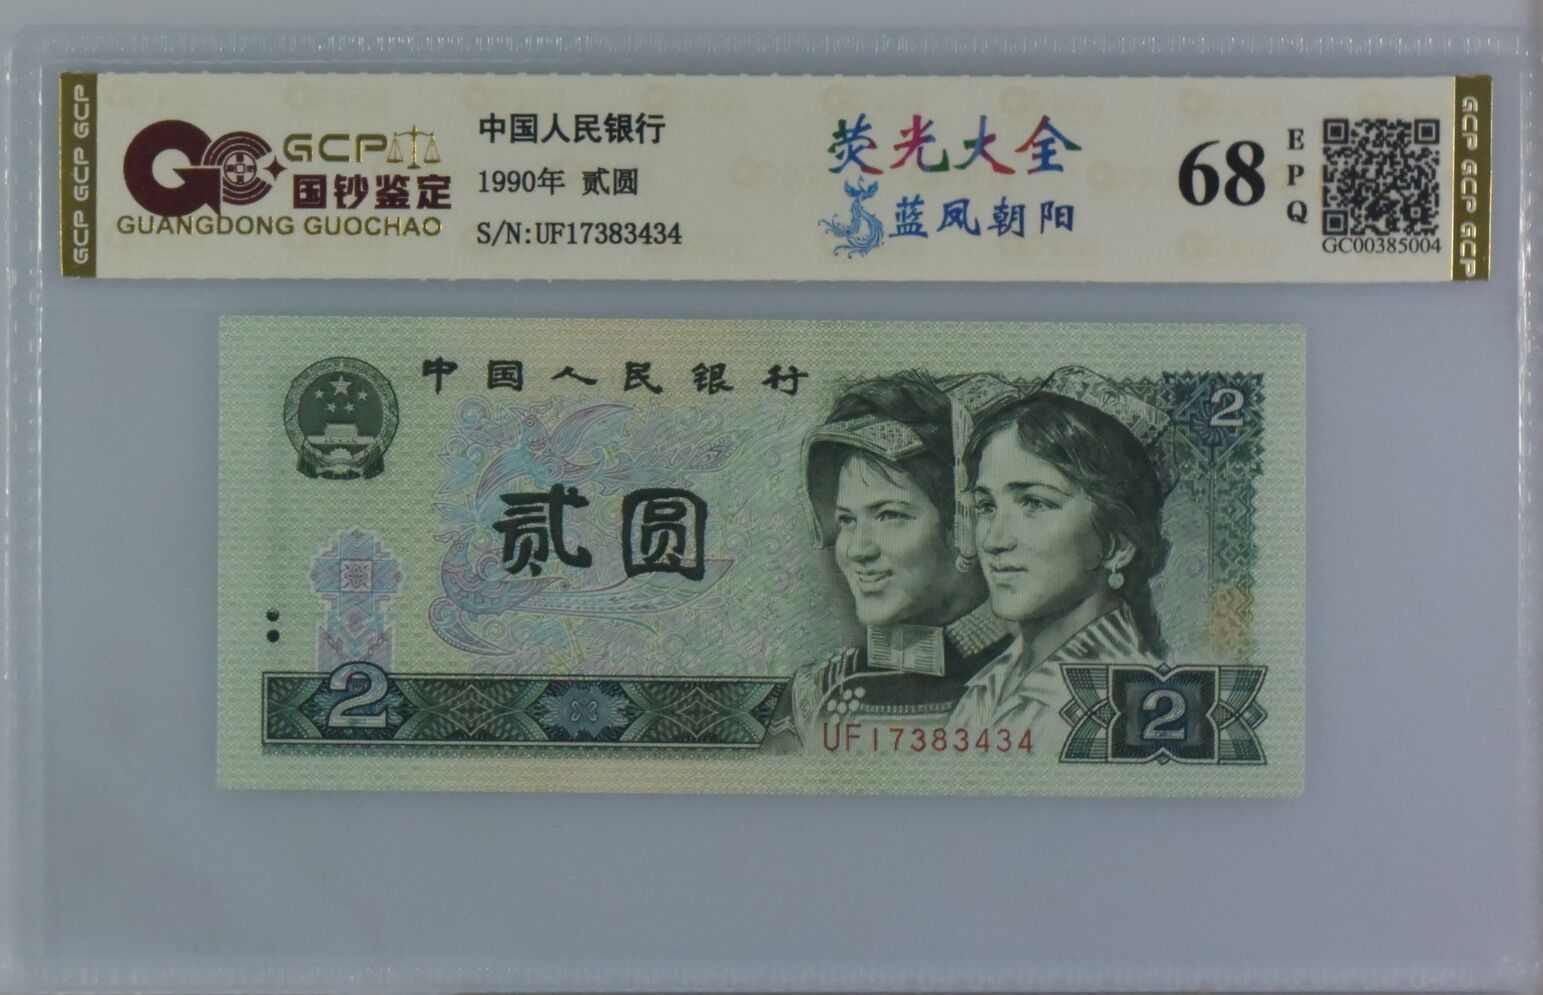 GCP GCP GCP
GCP
国钞鉴定
GUANGDONG GUOCHAO
中国人民银行
1990年 贰圆
S/N:UF17383434
荧光大全
蓝凤朝阳
68
EPQ
GC00385004
GCP GCP GCP
中国人民银行
2
贰圆
2
UF17383434
2